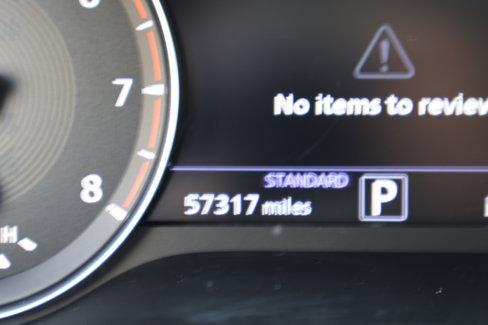 7
8
No items to review
STANDARD
57317 miles
P
H